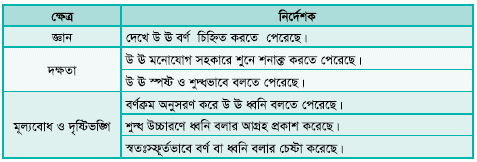 ক্ষেত্র নির্দেশক
জ্ঞান দেখে উ ঊ বর্ণ চিহ্নিত করতে পেরেছে।
দক্ষতা উ ঊ মনোযোগ সহকারে শুনে শনাক্ত করতে পেরেছে।
উ ঊ স্পষ্ট ও শুদ্ধভাবে বলতে পেরেছে।
মূল্যবোধ ও দৃষ্টিভঙ্গি বর্ণক্রম অনুসরণ করে উ ঊ ধ্বনি বলতে পেরেছে।
শুদ্ধ উচ্চারণে ধ্বনি বলার আগ্রহ প্রকাশ করেছে।
স্বতঃস্ফূর্তভাবে বর্ণ বা ধ্বনি বলার চেষ্টা করেছে।